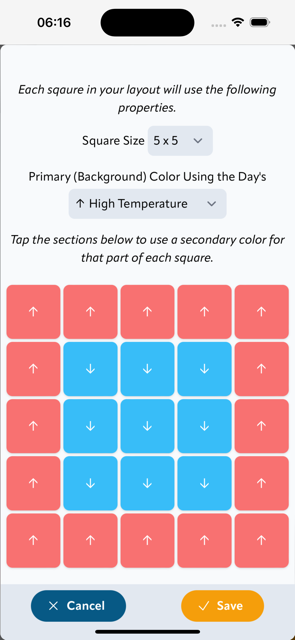 06:16
Each sqaure in your layout will use the following
properties.
Square Size 5 x 5
Primary (Background) Color Using the Day's
↑ High Temperature
Tap the sections below to use a secondary color for
that part of each square.
↑ ↑ ↑ ↑ ↑
↑ ↓ ↓ ↓ ↑
↑ ↓ ↓ ↓ ↑
↑ ↓ ↓ ↓ ↑
↑ ↑ ↑ ↑ ↑
Cancel Save